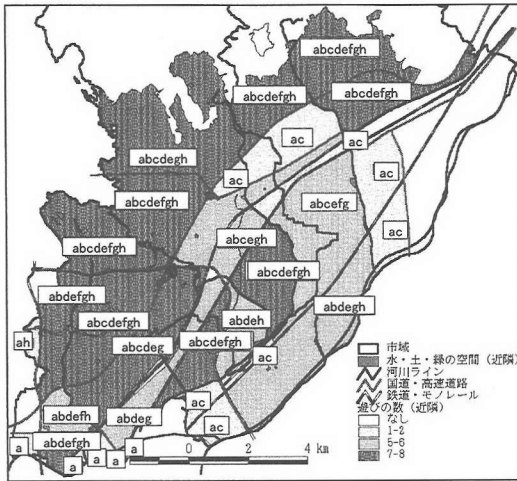 abcdefgh
abcdefgh
abcdefgh
ac
ac
abcdegh
ac
ac
abcdefgh
abcefg
ac
abcdefgh
abcegh
abcdefgh
abdefgh
abdegh
abcdefgh
abdeh
ah
abcdeg
abcdefgh
ac
abdefh
abdeg
ac
ac
abdefgh
a
a
a
a
a
0 2 4 km
市域
水・土・緑の空間（近隣）
河川ライン
国道・高速道路
鉄道・モノレール
遊びの数（近隣）
なし
1-2
5-6
7-8